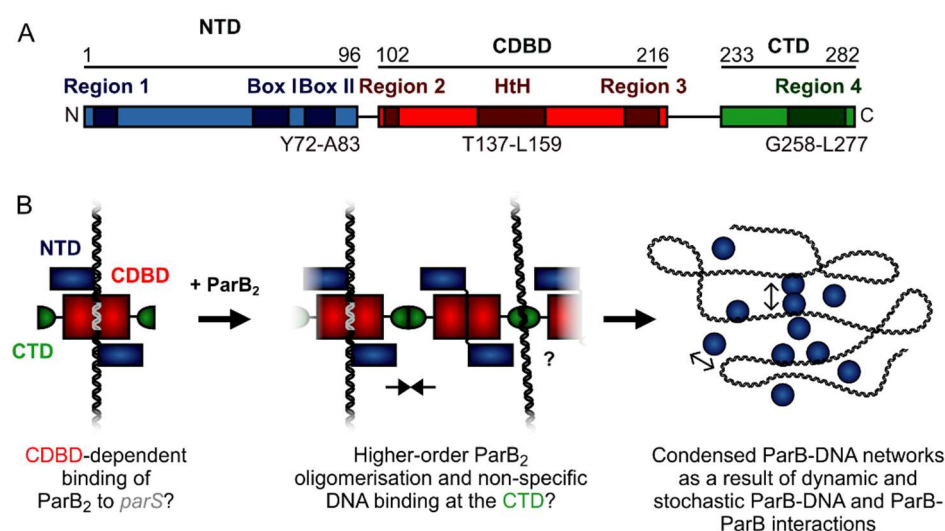 A
NTD
CDBD
CTD
1
96
102
216
233
282
Region 1
Box I
Box II
Region 2
HtH
Region 3
Region 4
N
C
Y72-A83
T137-L159
G258-L277
B
NTD
CDBD
CTD
+ ParB2
?
CDBD-dependent
binding of
ParB2 to parS?
Higher-order ParB2
oligomerisation and non-specific
DNA binding at the CTD?
Condensed ParB-DNA networks
as a result of dynamic and
stochastic ParB-DNA and ParB-
ParB interactions